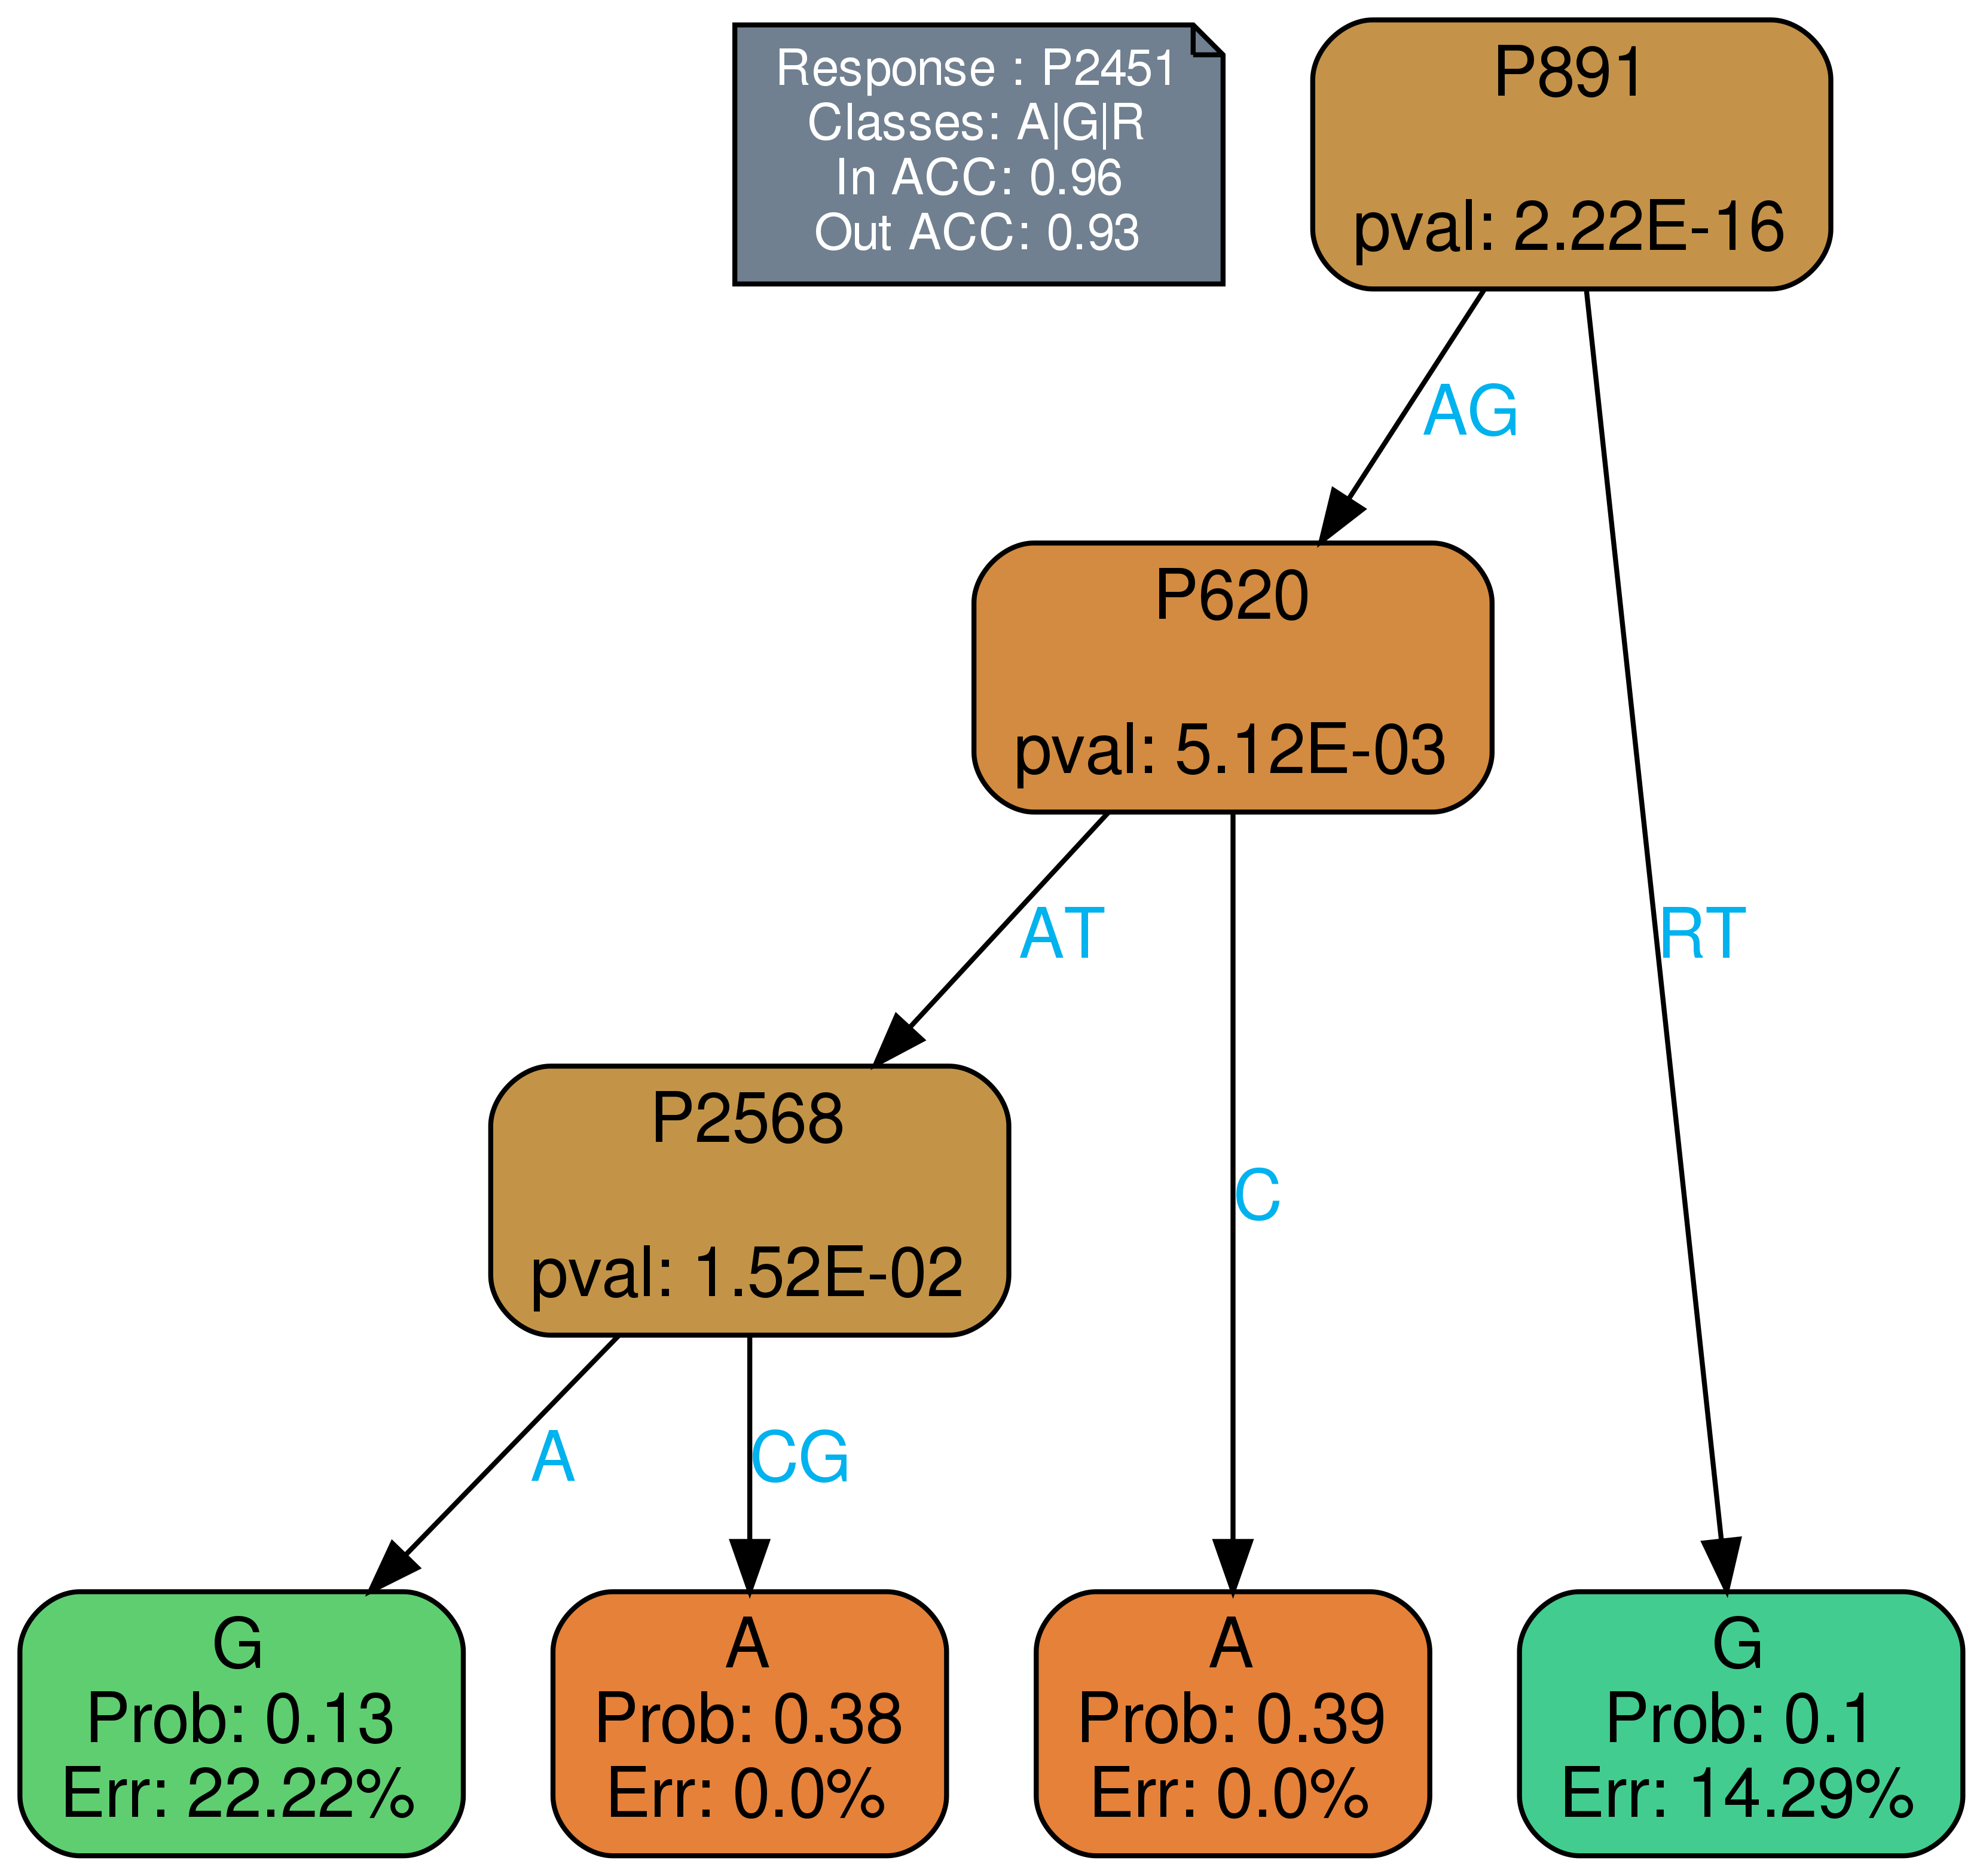 Response : P2451
Classes: A|G|R
In ACC: 0.96
Out ACC: 0.93
P891
pval: 2.22E-16
AG
RT
P620
pval: 5.12E-03
AT
C
P2568
pval: 1.52E-02
A
CG
G
Prob: 0.13
Err: 22.22%
A
Prob: 0.38
Err: 0.0%
A
Prob: 0.39
Err: 0.0%
G
Prob: 0.1
Err: 14.29%